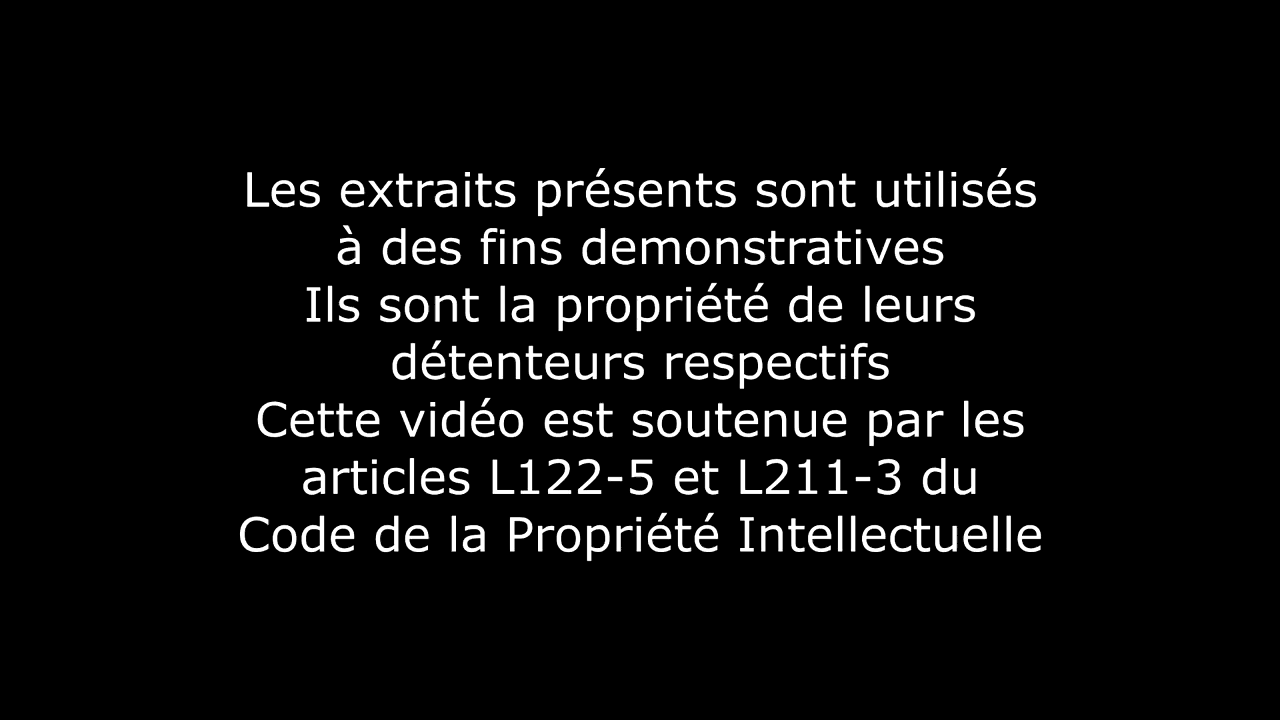 Les extraits présents sont utilisés
à des fins demonstratives
Ils sont la propriété de leurs
détenteurs respectifs
Cette vidéo est soutenue par les
articles L122-5 et L211-3 du
Code de la Propriété Intellectuelle